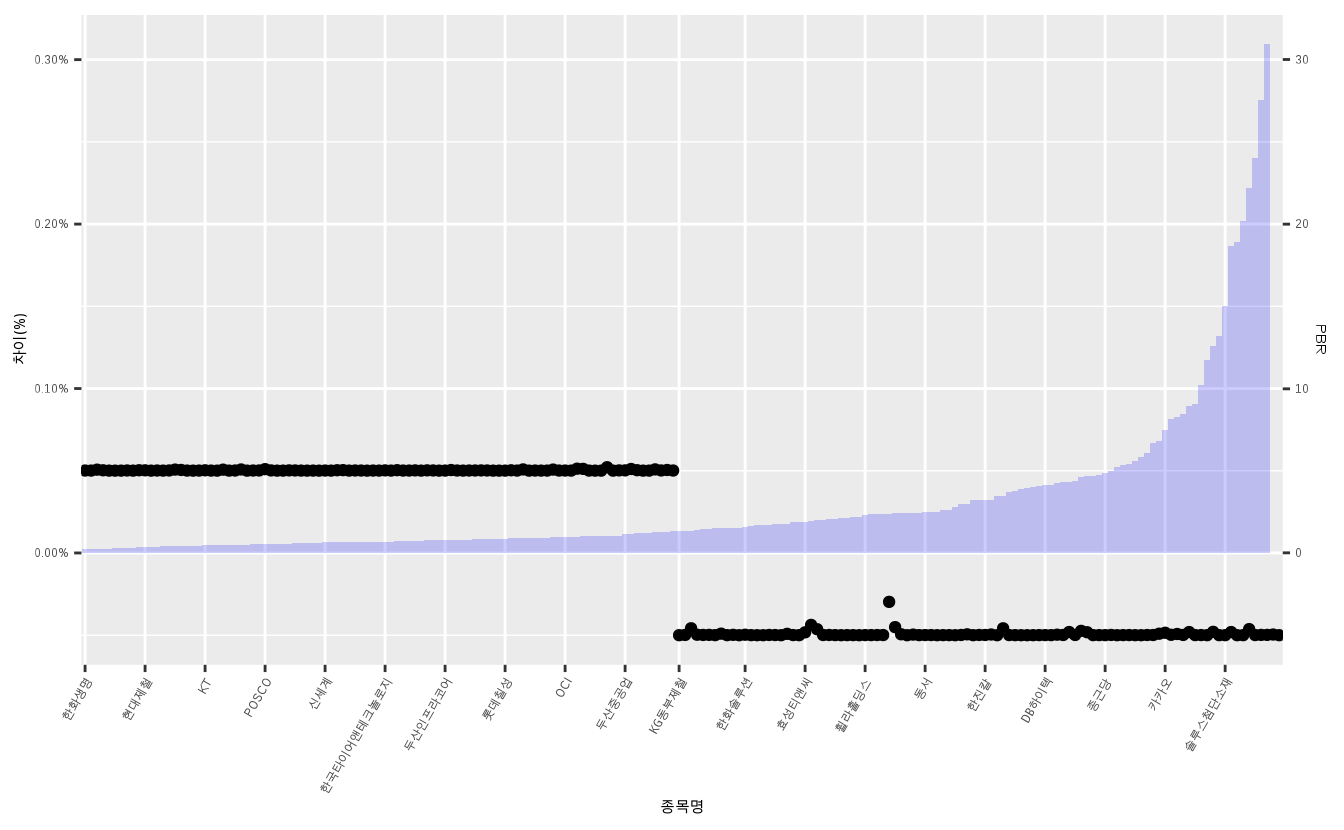 차이(%)
0.30%
0.20%
0.10%
0.00%
30
20
10
0
PBR
한화생명
현대제철
KT
POSCO
신세계
한국타이어앤테크놀로지
두산인프라코어
롯데칠성
OCI
두산중공업
KG동부제철
한화솔루션
효성티앤씨
휠라홀딩스
동서
한진칼
DB하이텍
종근당
카카오
솔루스첨단소재
종목명